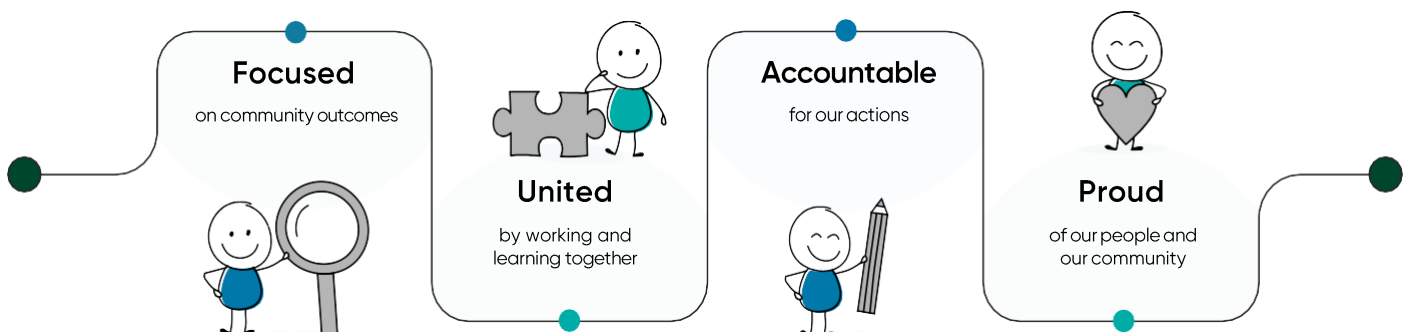 Focused
on community outcomes
United
by working and
learning together
Accountable
for our actions
Proud
of our people and
our community